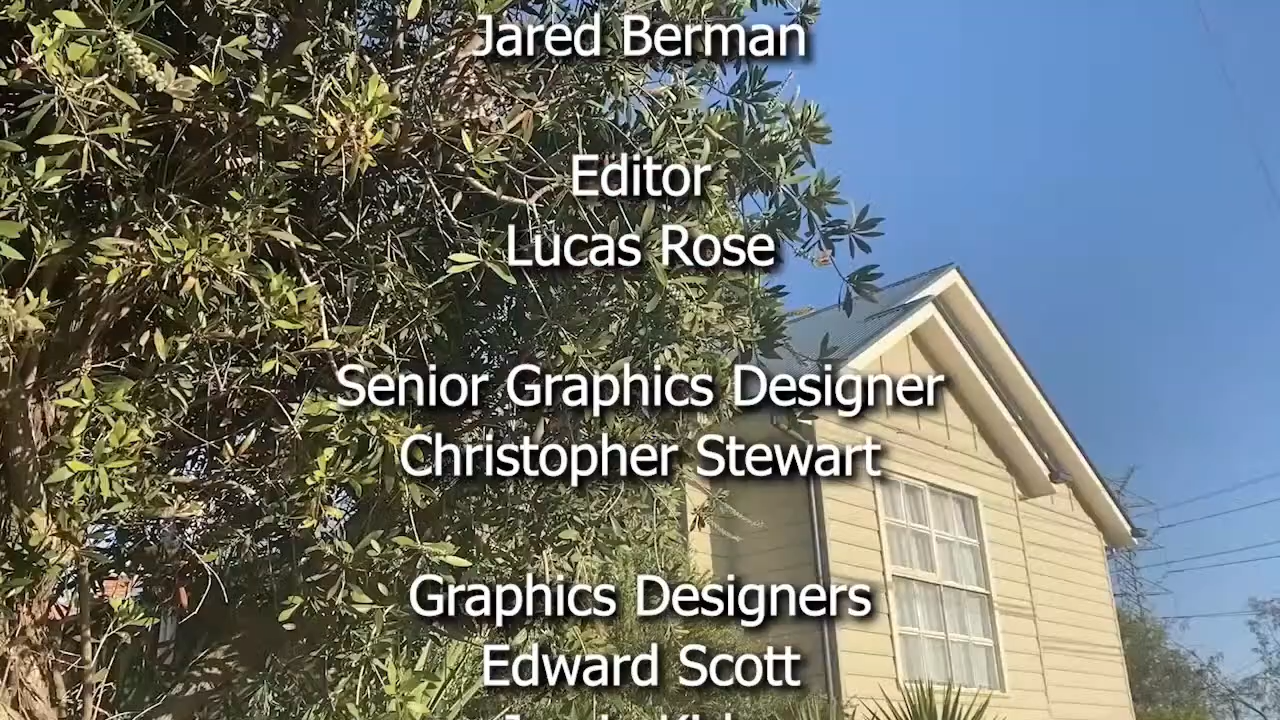 Jared Berman
Editor
Lucas Rose
Senior Graphics Designer
Christopher Stewart
Graphics Designers
Edward Scott